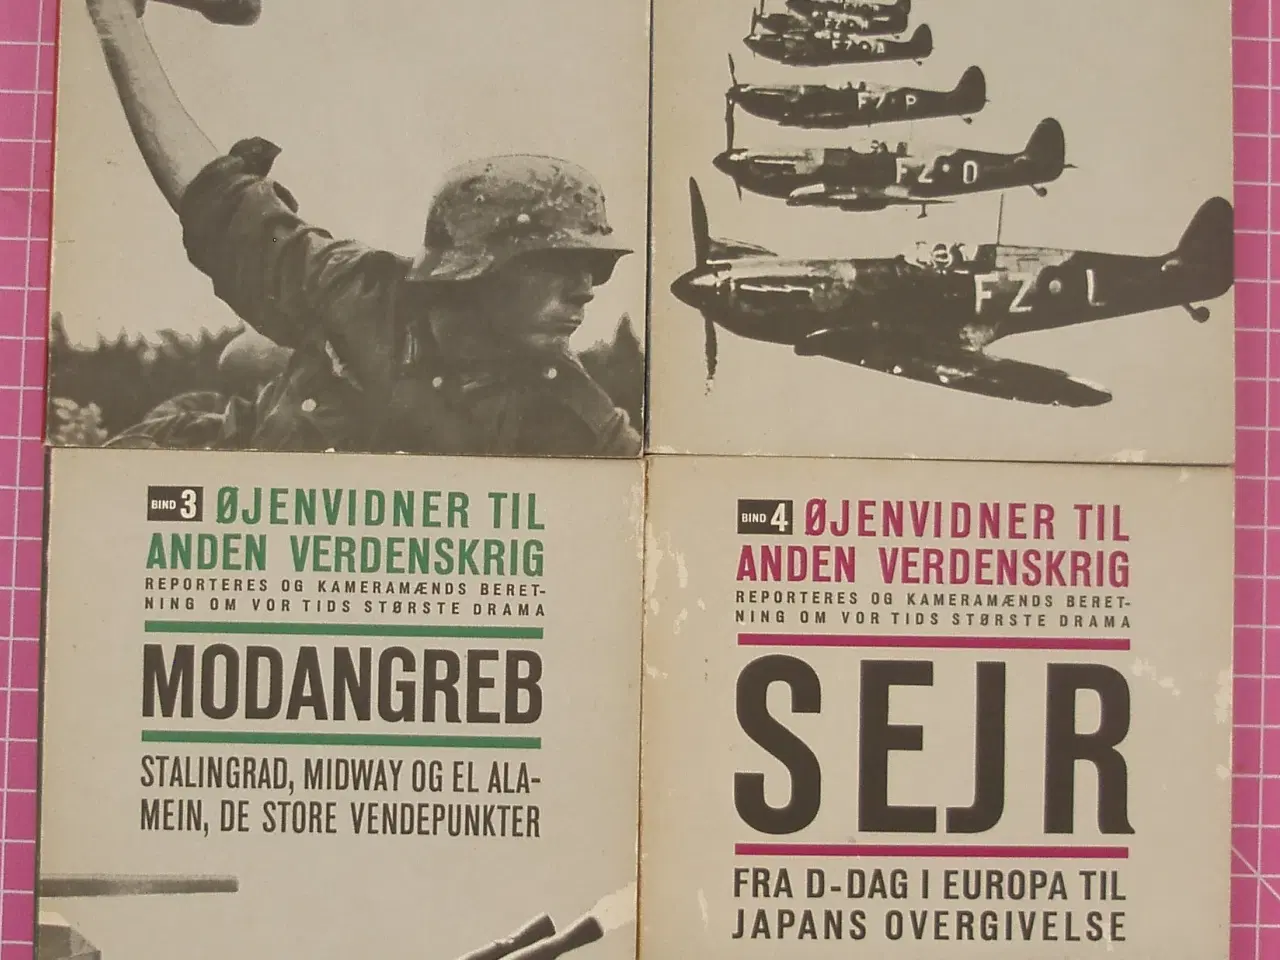 FZ P
FZ D
FZ L
BIND 3 ØJENVIDNER TIL
ANDEN VERDENSKRIG
REPORTERES OG KAMERAMÆNDS BERET-
NING OM VOR TIDS STØRSTE DRAMA
MODANGREB
STALINGRAD, MIDWAY OG EL ALA-
MEIN, DE STORE VENDEPUNKTER
BIND 4 ØJENVIDNER TIL
ANDEN VERDENSKRIG
REPORTERES OG KAMERAMÆNDS BERET-
NING OM VOR TIDS STØRSTE DRAMA
SEJR
FRA D-DAG I EUROPA TIL
JAPANS OVERGIVELSE